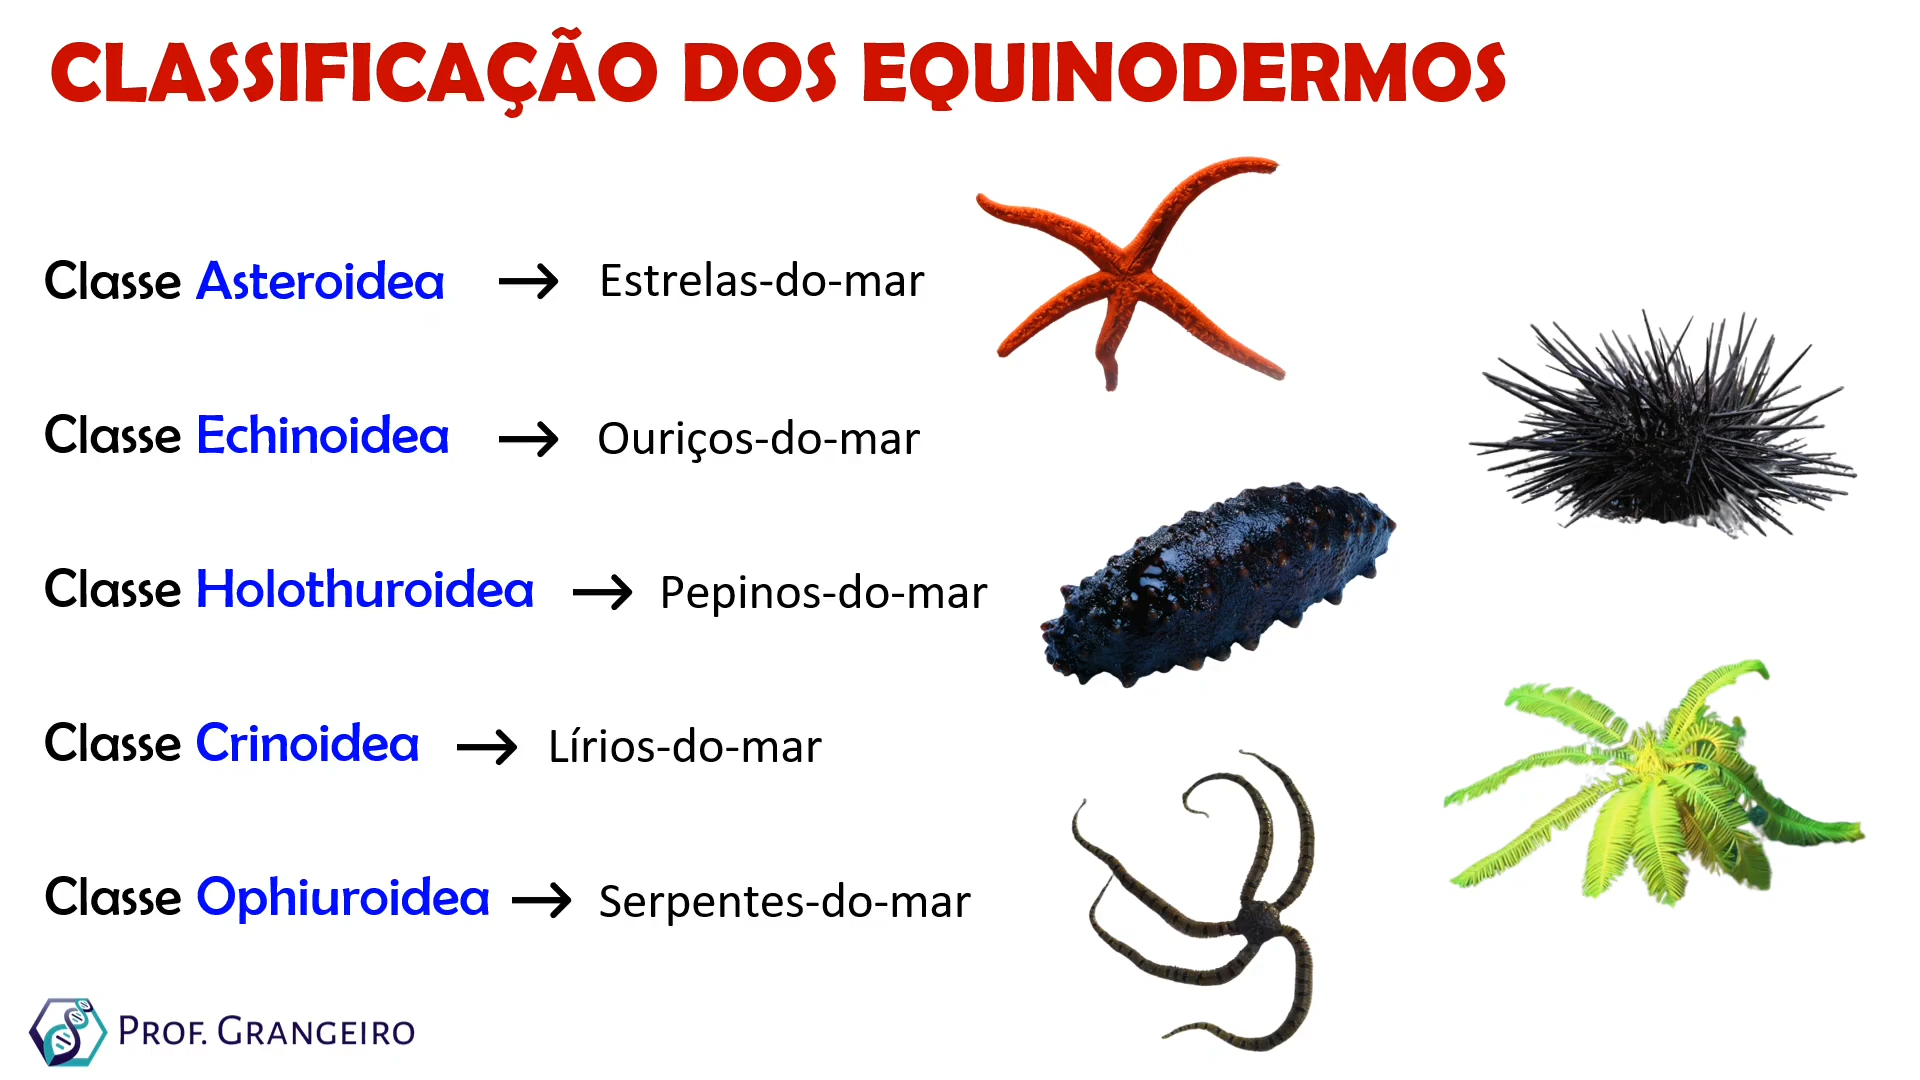 CLASSIFICAÇÃO DOS EQUINODERMOS
Classe Asteroidea → Estrelas-do-mar
Classe Echinoidea → Ouriços-do-mar
Classe Holothuroidea → Pepinos-do-mar
Classe Crinoidea → Lírios-do-mar
Classe Ophiuroidea → Serpentes-do-mar
PROF. GRANGEIRO